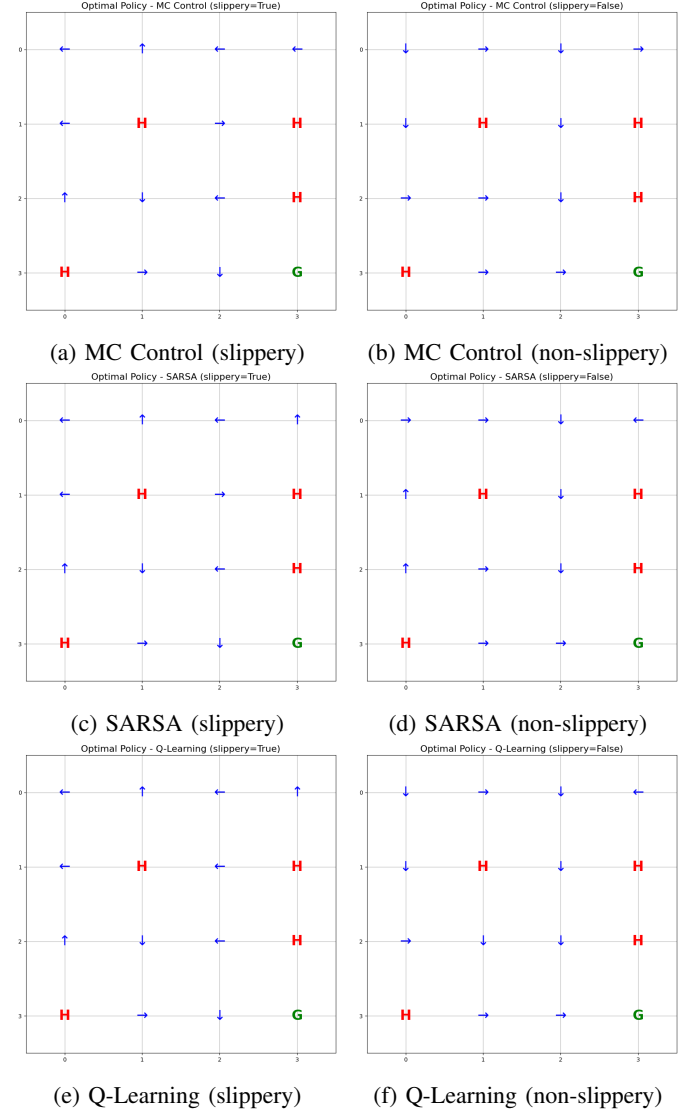 Optimal Policy - MC Control (slippery=True)
Optimal Policy - MC Control (slippery=False)
0
← ↑ ← ←
0
↓ → ↓ →
1
← H → H
1
↓ H ↓ H
2
↑ ↓ ← H
2
→ → ↓ H
3
H → ↓ G
3
H → → G
0 1 2 3
0 1 2 3
(a) MC Control (slippery)
(b) MC Control (non-slippery)
Optimal Policy - SARSA (slippery=True)
Optimal Policy - SARSA (slippery=False)
0
← ↑ ← ↑
0
→ → ↓ ←
1
← H → H
1
↑ H ↓ H
2
↑ ↓ ← H
2
↑ → ↓ H
3
H → ↓ G
3
H → → G
0 1 2 3
0 1 2 3
(c) SARSA (slippery)
(d) SARSA (non-slippery)
Optimal Policy - Q-Learning (slippery=True)
Optimal Policy - Q-Learning (slippery=False)
0
← ↑ ← ↑
0
↓ → ↓ ←
1
← H ← H
1
↓ H ↓ H
2
↑ ↓ ← H
2
→ ↓ ↓ H
3
H → ↓ G
3
H → → G
0 1 2 3
0 1 2 3
(e) Q-Learning (slippery)
(f) Q-Learning (non-slippery)